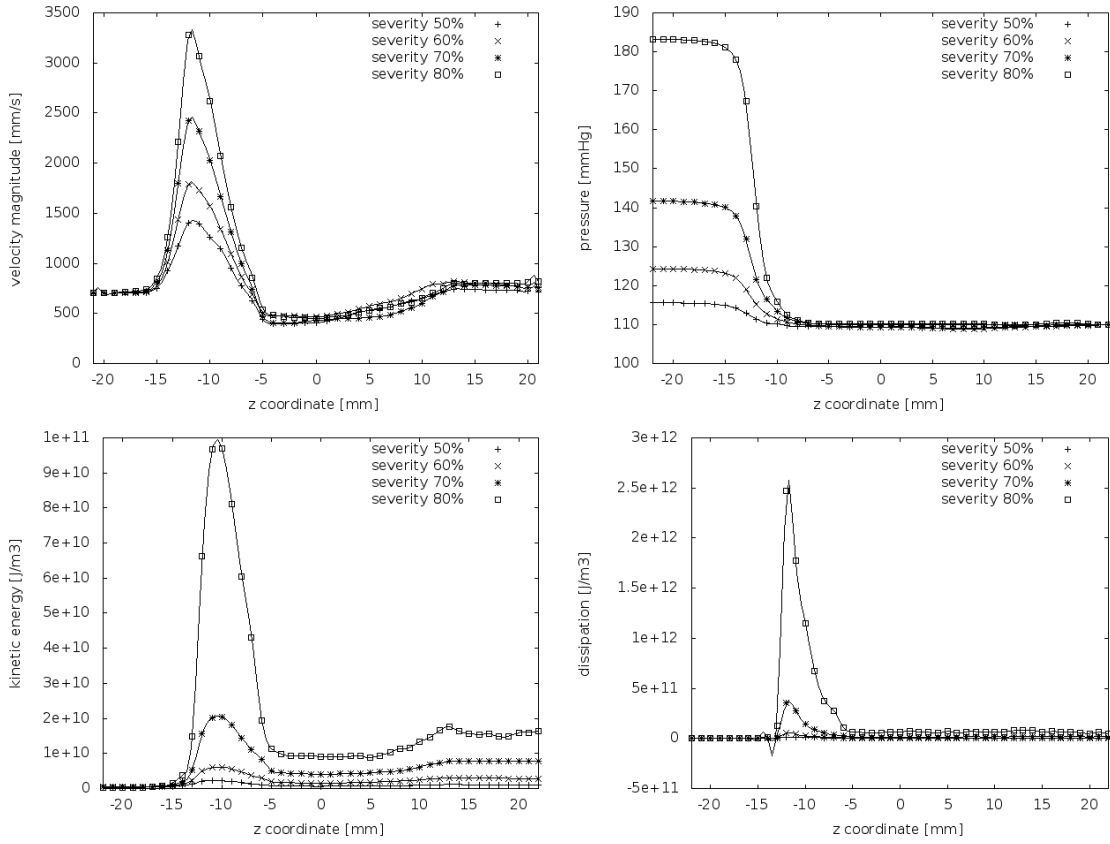 3500
3000
2500
2000
1500
1000
500
0
velocity magnitude [mm/s]
severity 50%
severity 60%
severity 70%
severity 80%
-20 -15 -10 -5 0 5 10 15 20
z coordinate [mm]
190
180
170
160
150
140
130
120
110
100
pressure [mmHg]
severity 50%
severity 60%
severity 70%
severity 80%
-20 -15 -10 -5 0 5 10 15 20
z coordinate [mm]
1e+11
9e+10
8e+10
7e+10
6e+10
5e+10
4e+10
3e+10
2e+10
1e+10
0
kinetic energy [J/m3]
severity 50%
severity 60%
severity 70%
severity 80%
-20 -15 -10 -5 0 5 10 15 20
z coordinate [mm]
3e+12
2.5e+12
2e+12
1.5e+12
1e+12
5e+11
0
-5e+11
dissipation [J/m3]
severity 50%
severity 60%
severity 70%
severity 80%
-20 -15 -10 -5 0 5 10 15 20
z coordinate [mm]